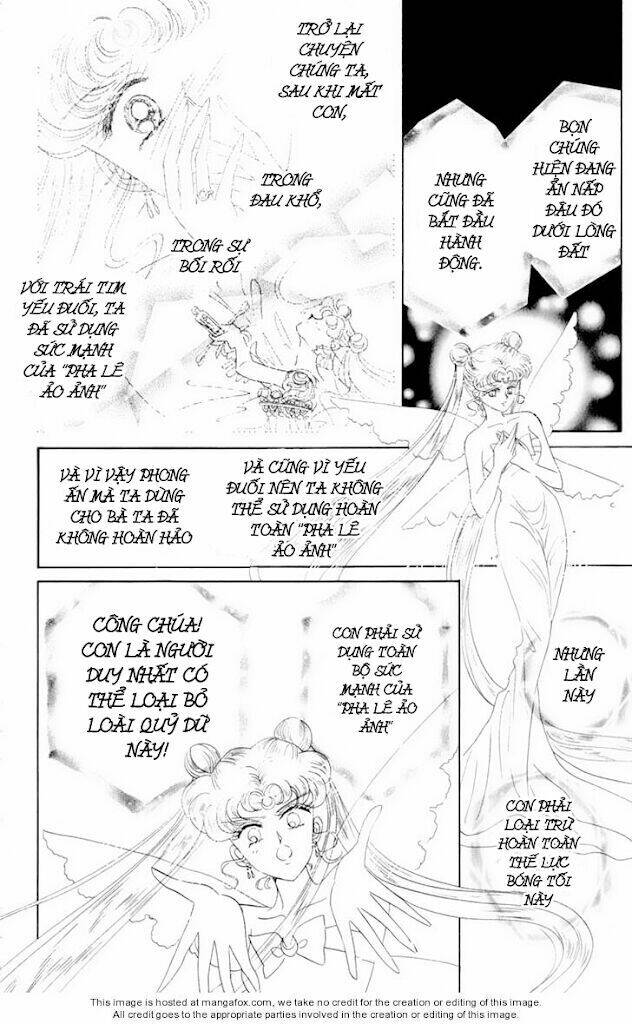 BỌN
CHÚNG
HIỆN ĐANG
ẨN NẤP
ĐÂU ĐÓ
DƯỚI LÒNG
ĐẤT
NHƯNG
CŨNG ĐÃ
BẮT ĐẦU
HÀNH
ĐỘNG.
TRỞ LẠI
CHUYỆN
CHÚNG TA,
SAU KHI MẤT
CON,
TRONG
ĐAU KHỔ,
TRONG SỰ
BỐI RỐI
VỚI TRÁI TIM
YẾU ĐUỐI, TA
ĐÃ SỬ DỤNG
SỨC MẠNH
CỦA "PHA LÊ
ẢO ẢNH"
VÀ CŨNG VÌ YẾU
ĐUỐI NÊN TA KHÔNG
THỂ SỬ DỤNG HOÀN
TOÀN "PHA LÊ
ẢO ẢNH"
VÀ VÌ VẬY PHONG
ẤN MÀ TA DÙNG
CHO BÀ TA ĐÃ
KHÔNG HOÀN HẢO
NHƯNG
LẦN
NÀY
CON PHẢI
LOẠI TRỪ
HOÀN TOÀN
THẾ LỰC
BÓNG TỐI
NÀY
CON PHẢI SỬ
DỤNG TOÀN
BỘ SỨC
MẠNH CỦA
"PHA LÊ ẢO
ẢNH"
CÔNG CHÚA!
CON LÀ NGƯỜI
DUY NHẤT CÓ
THỂ LOẠI BỎ
LOÀI QUỶ DỮ
NÀY!
This image is hosted at mangafox.com, we take no credit for the creation or editing of this image.
All credit goes to the appropriate parties involved in the creation or editing of this image.